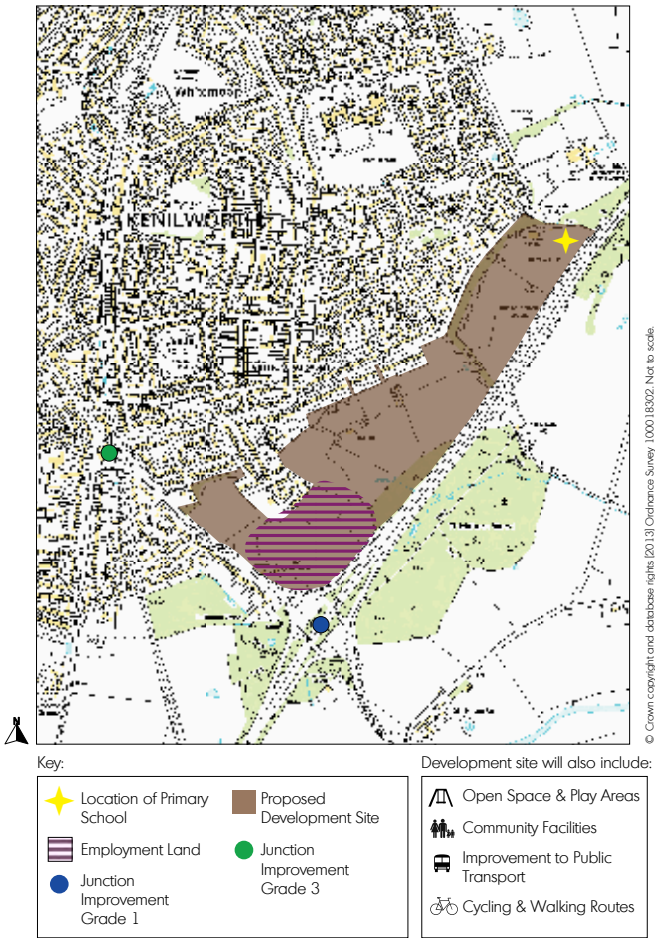 KENILWORTH
N
© Crown copyright and database rights [2013] Ordnance Survey 100018302. Not to scale.
Key:
Location of Primary
School
Employment Land
Junction
Improvement
Grade 1
Proposed
Development Site
Junction
Improvement
Grade 3
Development site will also include:
Open Space & Play Areas
Community Facilities
Improvement to Public
Transport
Cycling & Walking Routes